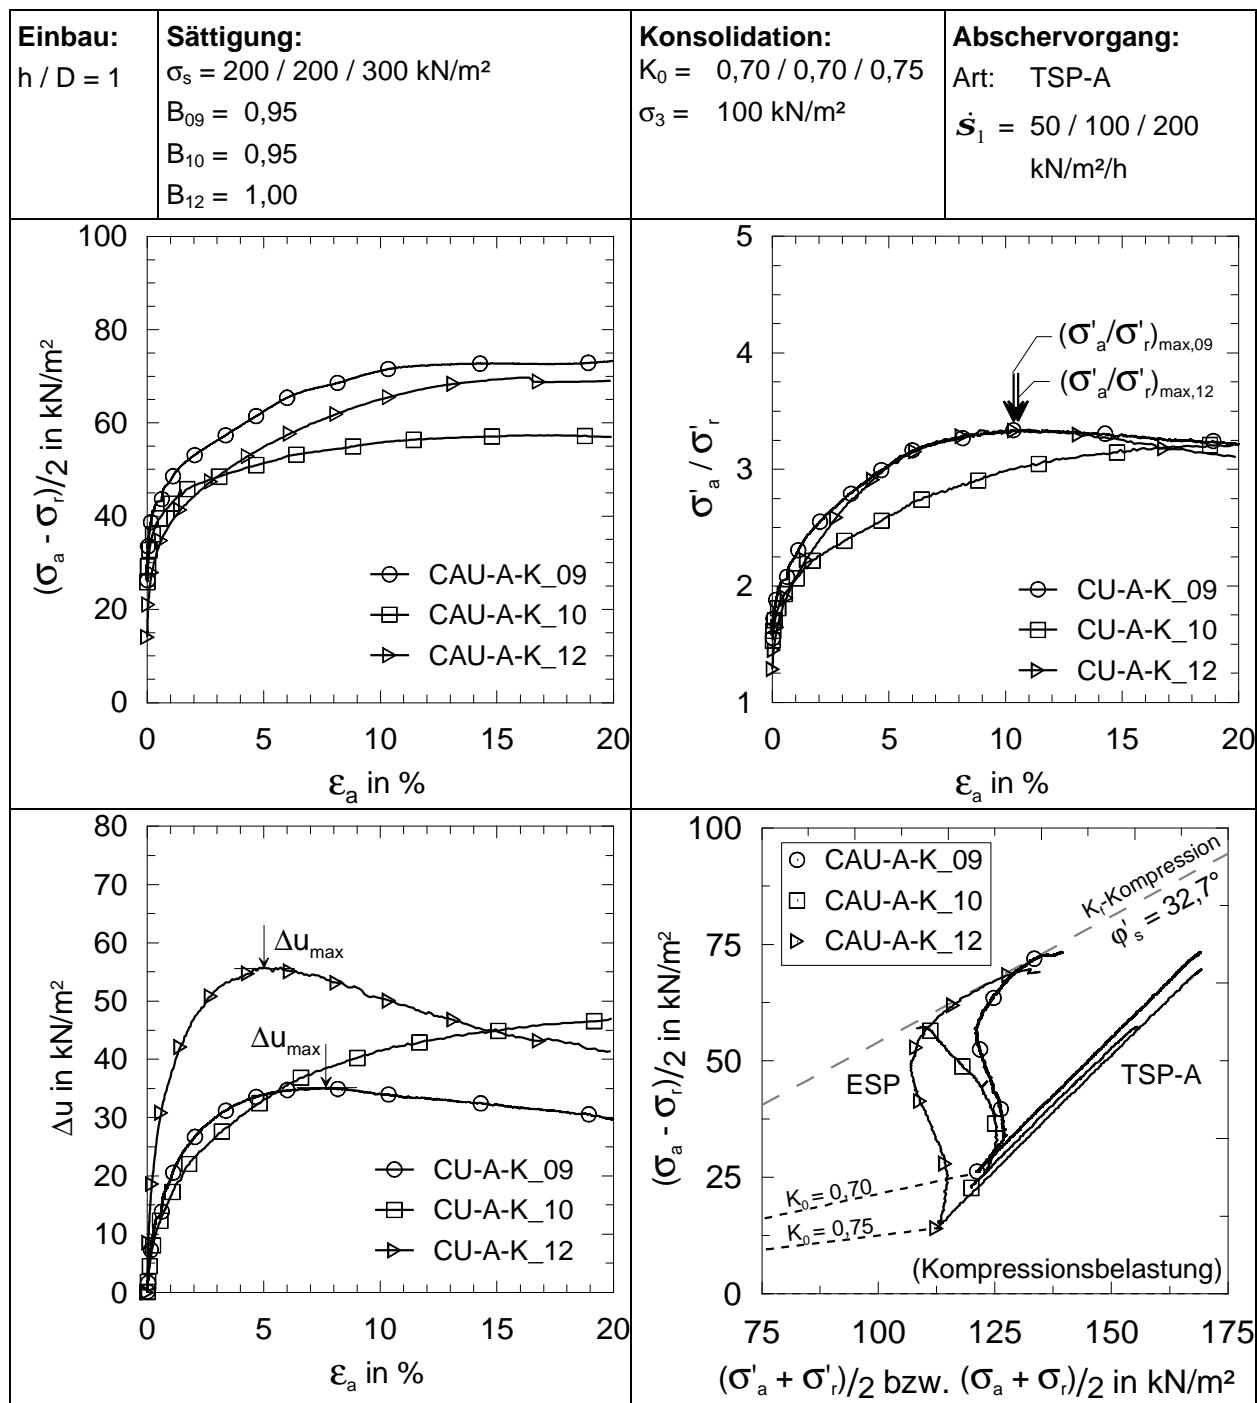 Einbau:
h / D = 1
Sättigung:
σs = 200 / 200 / 300 kN/m²
B09 = 0,95
B10 = 0,95
B12 = 1,00
Konsolidation:
K0 = 0,70 / 0,70 / 0,75
σ3 = 100 kN/m²
Abschervorgang:
Art: TSP-A
ṡ1 = 50 / 100 / 200
kN/m²/h
100
80
60
40
20
0
(σa - σr)/2 in kN/m²
CAU-A-K_09
CAU-A-K_10
CAU-A-K_12
0 5 10 15 20
εa in %
5
4
3
2
1
σ'a / σ'r
(σ'a/σ'r)max,09
(σ'a/σ'r)max,12
CU-A-K_09
CU-A-K_10
CU-A-K_12
0 5 10 15 20
εa in %
80
70
60
50
40
30
20
10
0
Δu in kN/m²
Δumax
Δumax
CU-A-K_09
CU-A-K_10
CU-A-K_12
0 5 10 15 20
εa in %
100
75
50
25
0
(σa - σr)/2 in kN/m²
CAU-A-K_09
CAU-A-K_10
CAU-A-K_12
Kf-Kompression
φ's = 32,7°
ESP
TSP-A
K0 = 0,70
K0 = 0,75
(Kompressionsbelastung)
75 100 125 150 175
(σ'a + σ'r)/2 bzw. (σa + σr)/2 in kN/m²